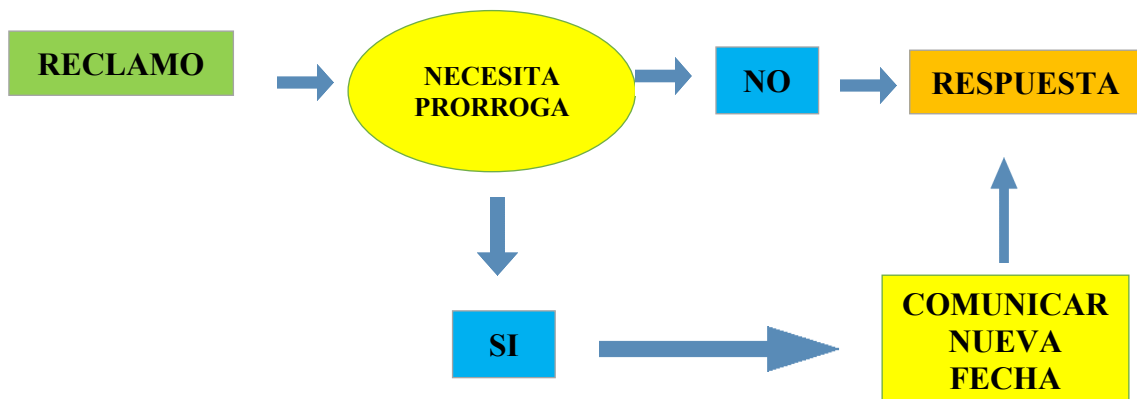 RECLAMO
NECESITA
PRORROGA
NO
RESPUESTA
SI
COMUNICAR
NUEVA
FECHA